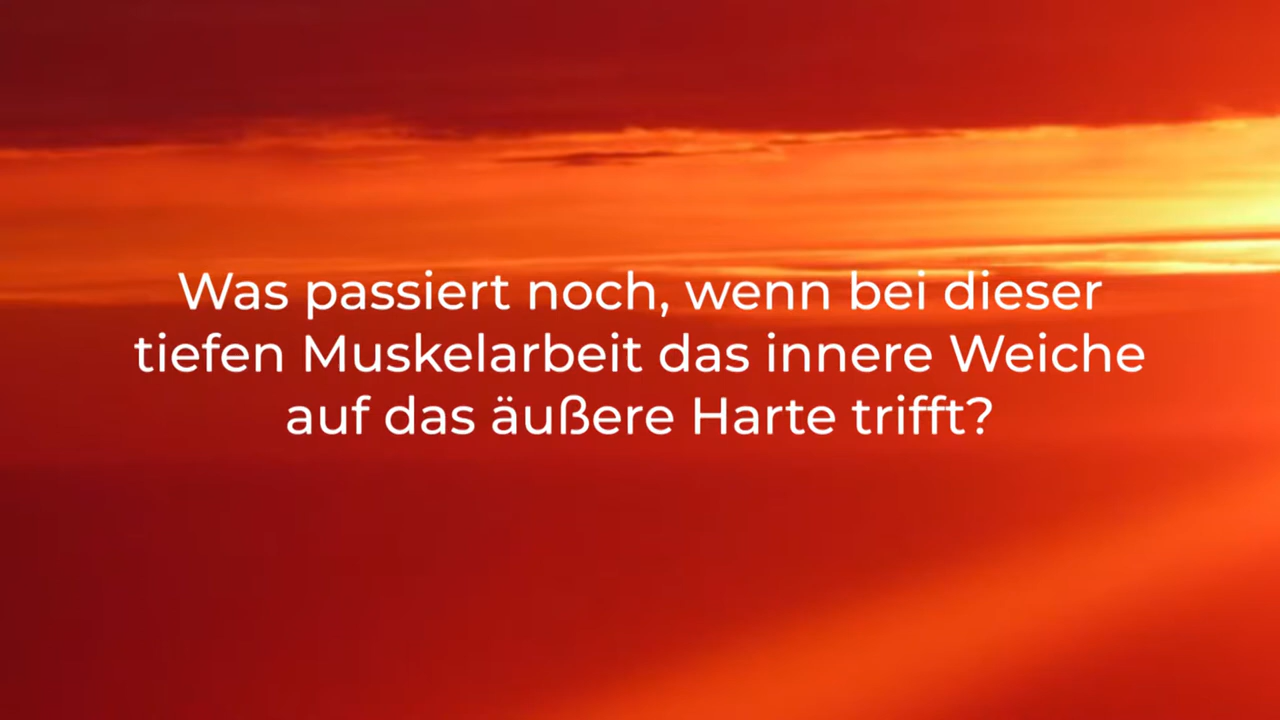 Was passiert noch, wenn bei dieser
tiefen Muskelarbeit das innere Weiche
auf das äußere Harte trifft?